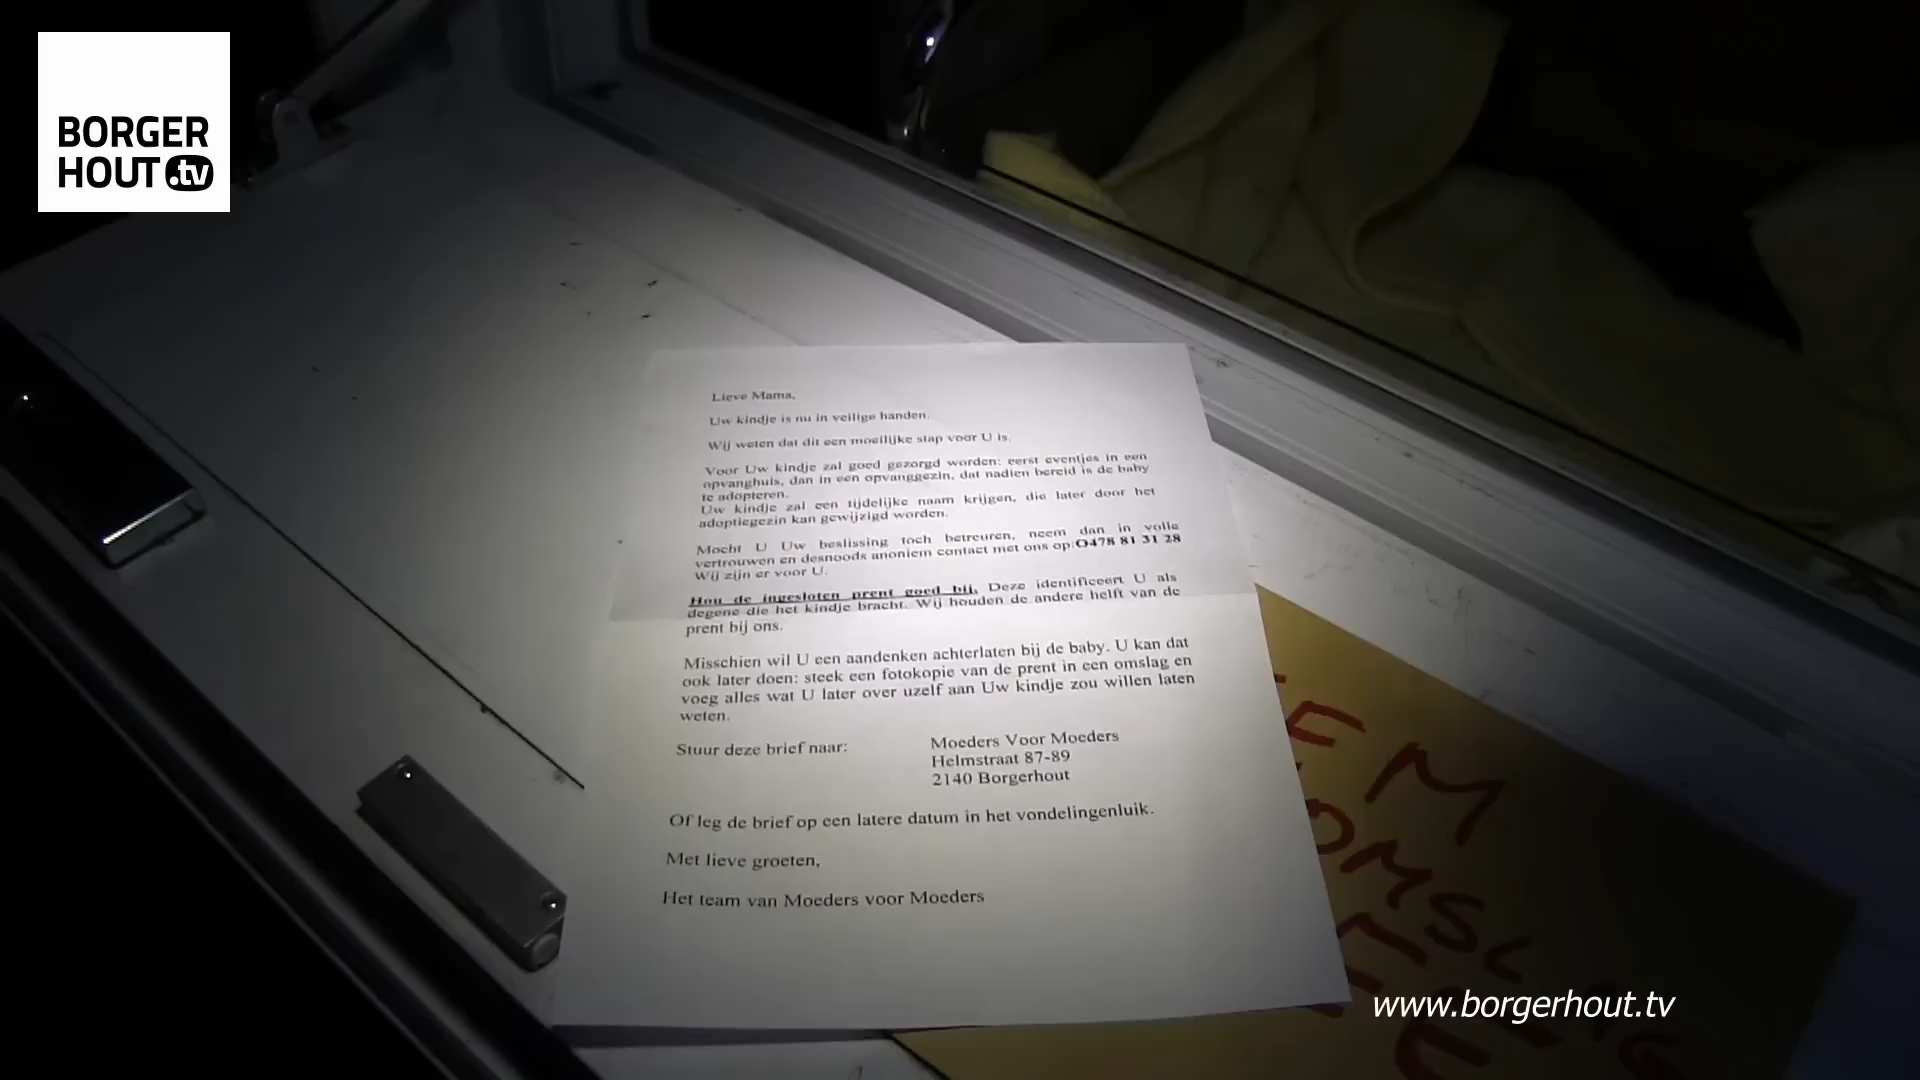 BORGER
HOUT.tv
Lieve Mama,
Uw kindje is nu in veilige handen.
Wij weten dat dit een moeilijke stap voor U is.
Voor Uw kindje zal goed gezorgd worden: eerst eventjes in een
opvanghuis, dan in een opvanggezin, dat nadien bereid is de baby
te adopteren.
Uw kindje zal een tijdelijke naam krijgen, die later door het
adoptiegezin kan gewijzigd worden.
Mocht U Uw beslissing toch betreuren, neem dan in volle
vertrouwen en desnoods anoniem contact met ons op:O478 81 31 28
Wij zijn er voor U.
Hou de ingesloten prent goed bij. Deze identificeert U als
degene die het kindje bracht. Wij houden de andere helft van de
prent bij ons.
Misschien wil U een aandenken achterlaten bij de baby. U kan dat
ook later doen: steek een fotokopie van de prent in een omslag en
voeg alles wat U later over uzelf aan Uw kindje zou willen laten
weten.
Stuur deze brief naar: Moeders Voor Moeders
Helmstraat 87-89
2140 Borgerhout
Of leg de brief op een latere datum in het vondelingenluik.
Met lieve groeten,
Het team van Moeders voor Moeders
EM
OMSLAG
www.borgerhout.tv